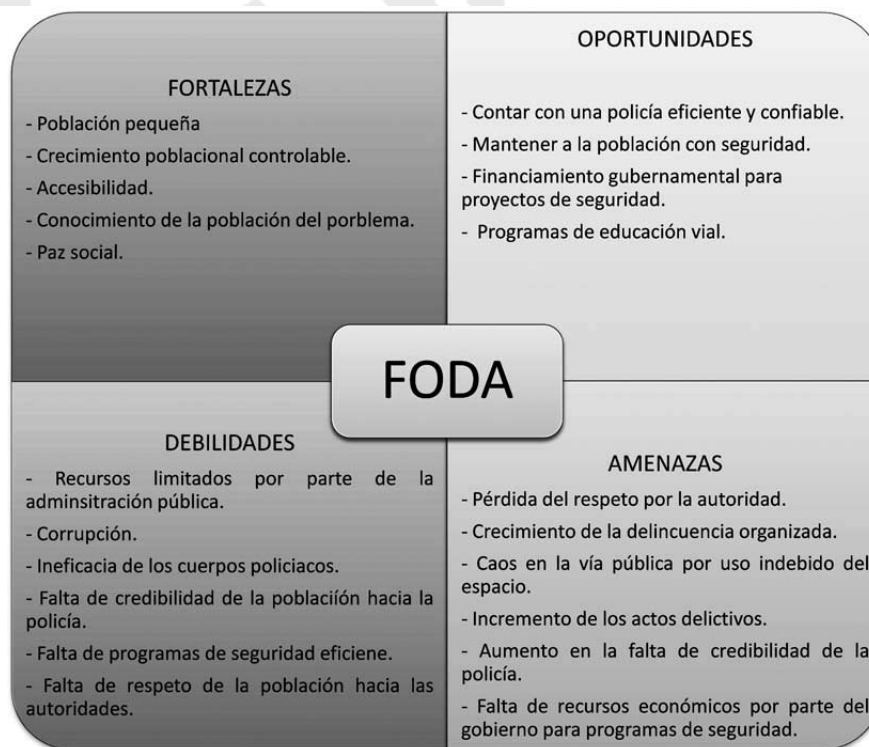 FORTALEZAS
- Población pequeña
- Crecimiento poblacional controlable.
- Accesibilidad.
- Conocimiento de la población del porblema.
- Paz social.
OPORTUNIDADES
- Contar con una policía eficiente y confiable.
- Mantener a la población con seguridad.
- Financiamiento gubernamental para
proyectos de seguridad.
- Programas de educación vial.
FODA
DEBILIDADES
- Recursos limitados por parte de la
adminsitración pública.
- Corrupción.
- Ineficacia de los cuerpos policiacos.
- Falta de credibilidad de la poblaciíón hacia la
policía.
- Falta de programas de seguridad eficiene.
- Falta de respeto de la población hacia las
autoridades.
AMENAZAS
- Pérdida del respeto por la autoridad.
- Crecimiento de la delincuencia organizada.
- Caos en la vía pública por uso indebido del
espacio.
- Incremento de los actos delictivos.
- Aumento en la falta de credibilidad de la
policía.
- Falta de recursos económicos por parte del
gobierno para programas de seguridad.